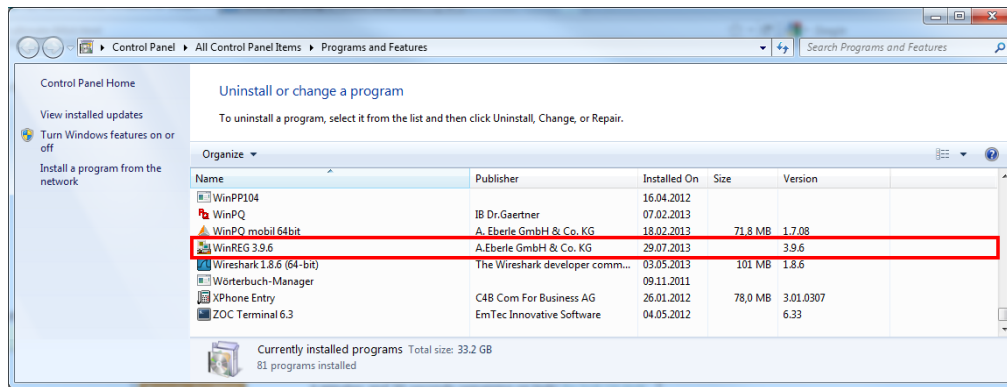 Control Panel ▸ All Control Panel Items ▸ Programs and Features
Search Programs and Features
Control Panel Home
View installed updates
Turn Windows features on or
off
Install a program from the
network
Uninstall or change a program
To uninstall a program, select it from the list and then click Uninstall, Change, or Repair.
Organize
Name Publisher Installed On Size Version
WinPP104 16.04.2012
WinPQ IB Dr.Gaertner 07.02.2013
WinPQ mobil 64bit A. Eberle GmbH & Co. KG 18.02.2013 71,8 MB 1.7.08
WinREG 3.9.6 A.Eberle GmbH & Co. KG 29.07.2013 3.9.6
Wireshark 1.8.6 (64-bit) The Wireshark developer comm... 03.05.2013 101 MB 1.8.6
Wörterbuch-Manager 09.11.2011
XPhone Entry C4B Com For Business AG 26.01.2012 78,0 MB 3.01.0307
ZOC Terminal 6.3 EmTec Innovative Software 04.05.2012 6.33
Currently installed programs Total size: 33.2 GB
81 programs installed